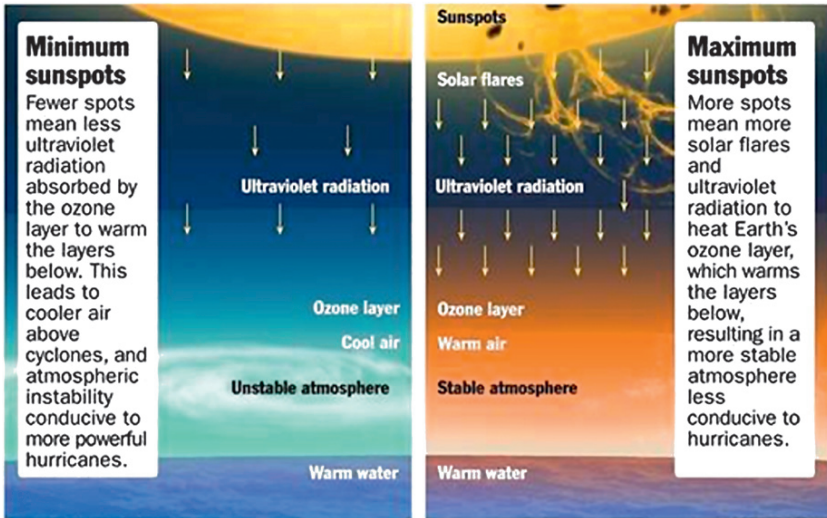 Minimum
sunspots
Fewer spots
mean less
ultraviolet
radiation
absorbed by
the ozone
layer to warm
the layers
below. This
leads to
cooler air
above
cyclones, and
atmospheric
instability
conducive to
more powerful
hurricanes.
Ultraviolet radiation
Ozone layer
Cool air
Unstable atmosphere
Warm water
Sunspots
Solar flares
Ultraviolet radiation
Ozone layer
Warm air
Stable atmosphere
Warm water
Maximum
sunspots
More spots
mean more
solar flares
and
ultraviolet
radiation to
heat Earth's
ozone layer,
which warms
the layers
below,
resulting in a
more stable
atmosphere
less
conducive to
hurricanes.